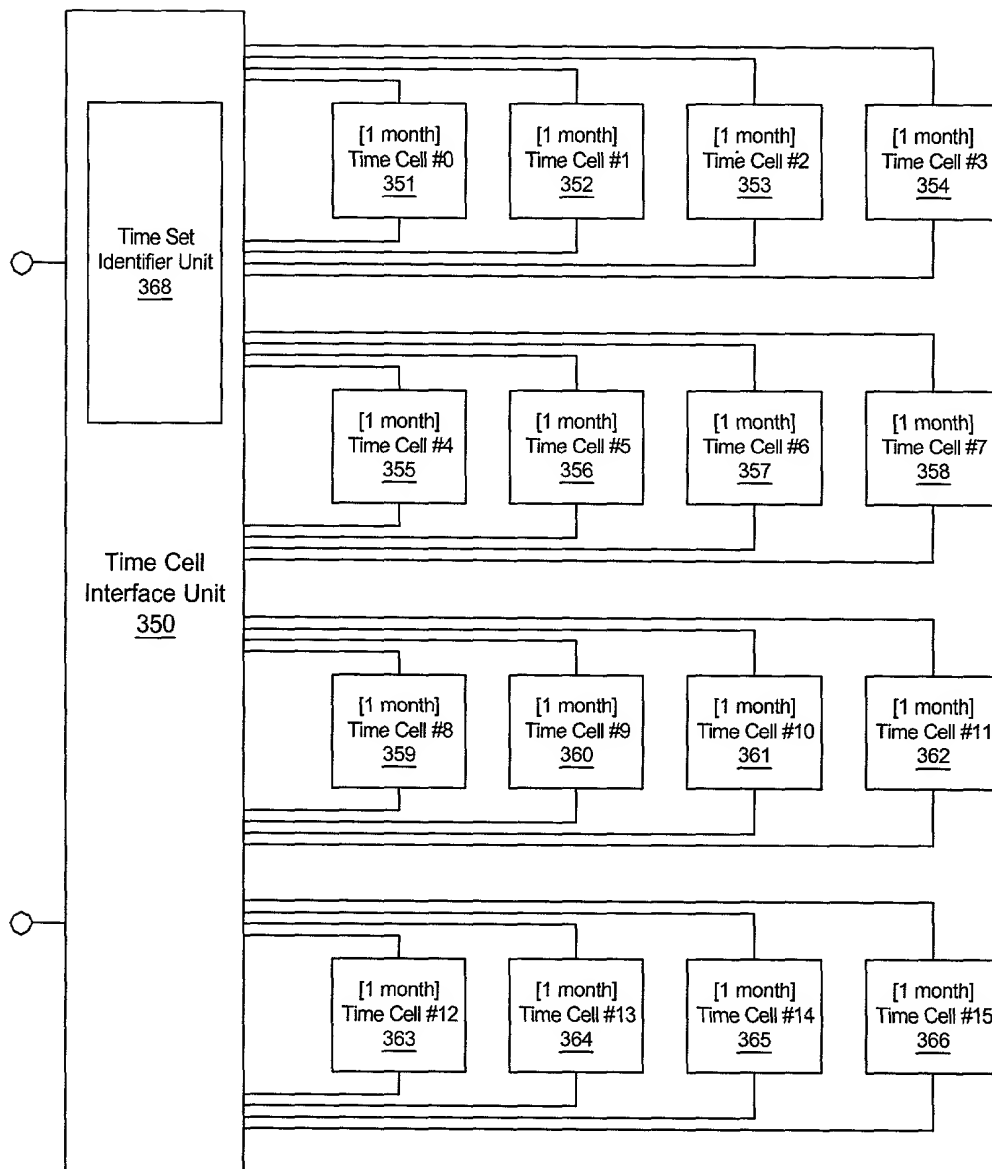 Time Set
Identifier Unit
368
Time Cell
Interface Unit
350
[1 month]
Time Cell #0
351
[1 month]
Time Cell #1
352
[1 month]
Time Cell #2
353
[1 month]
Time Cell #3
354
[1 month]
Time Cell #4
355
[1 month]
Time Cell #5
356
[1 month]
Time Cell #6
357
[1 month]
Time Cell #7
358
[1 month]
Time Cell #8
359
[1 month]
Time Cell #9
360
[1 month]
Time Cell #10
361
[1 month]
Time Cell #11
362
[1 month]
Time Cell #12
363
[1 month]
Time Cell #13
364
[1 month]
Time Cell #14
365
[1 month]
Time Cell #15
366